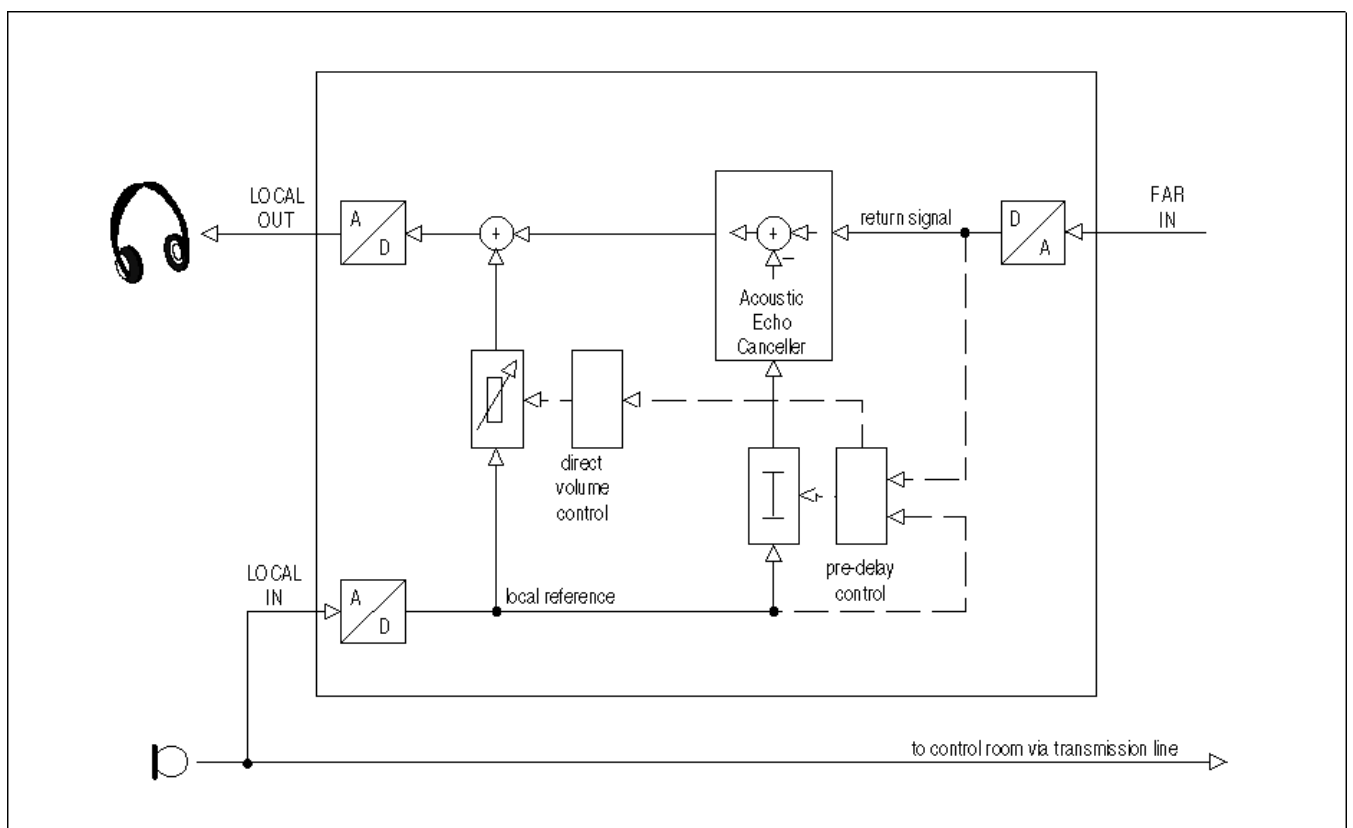 LOCAL
OUT
A
D
return signal
D
A
FAR
IN
+
+
–
Acoustic
Echo
Canceller
direct
volume
control
pre-delay
control
LOCAL
IN
A
D
local reference
to control room via transmission line